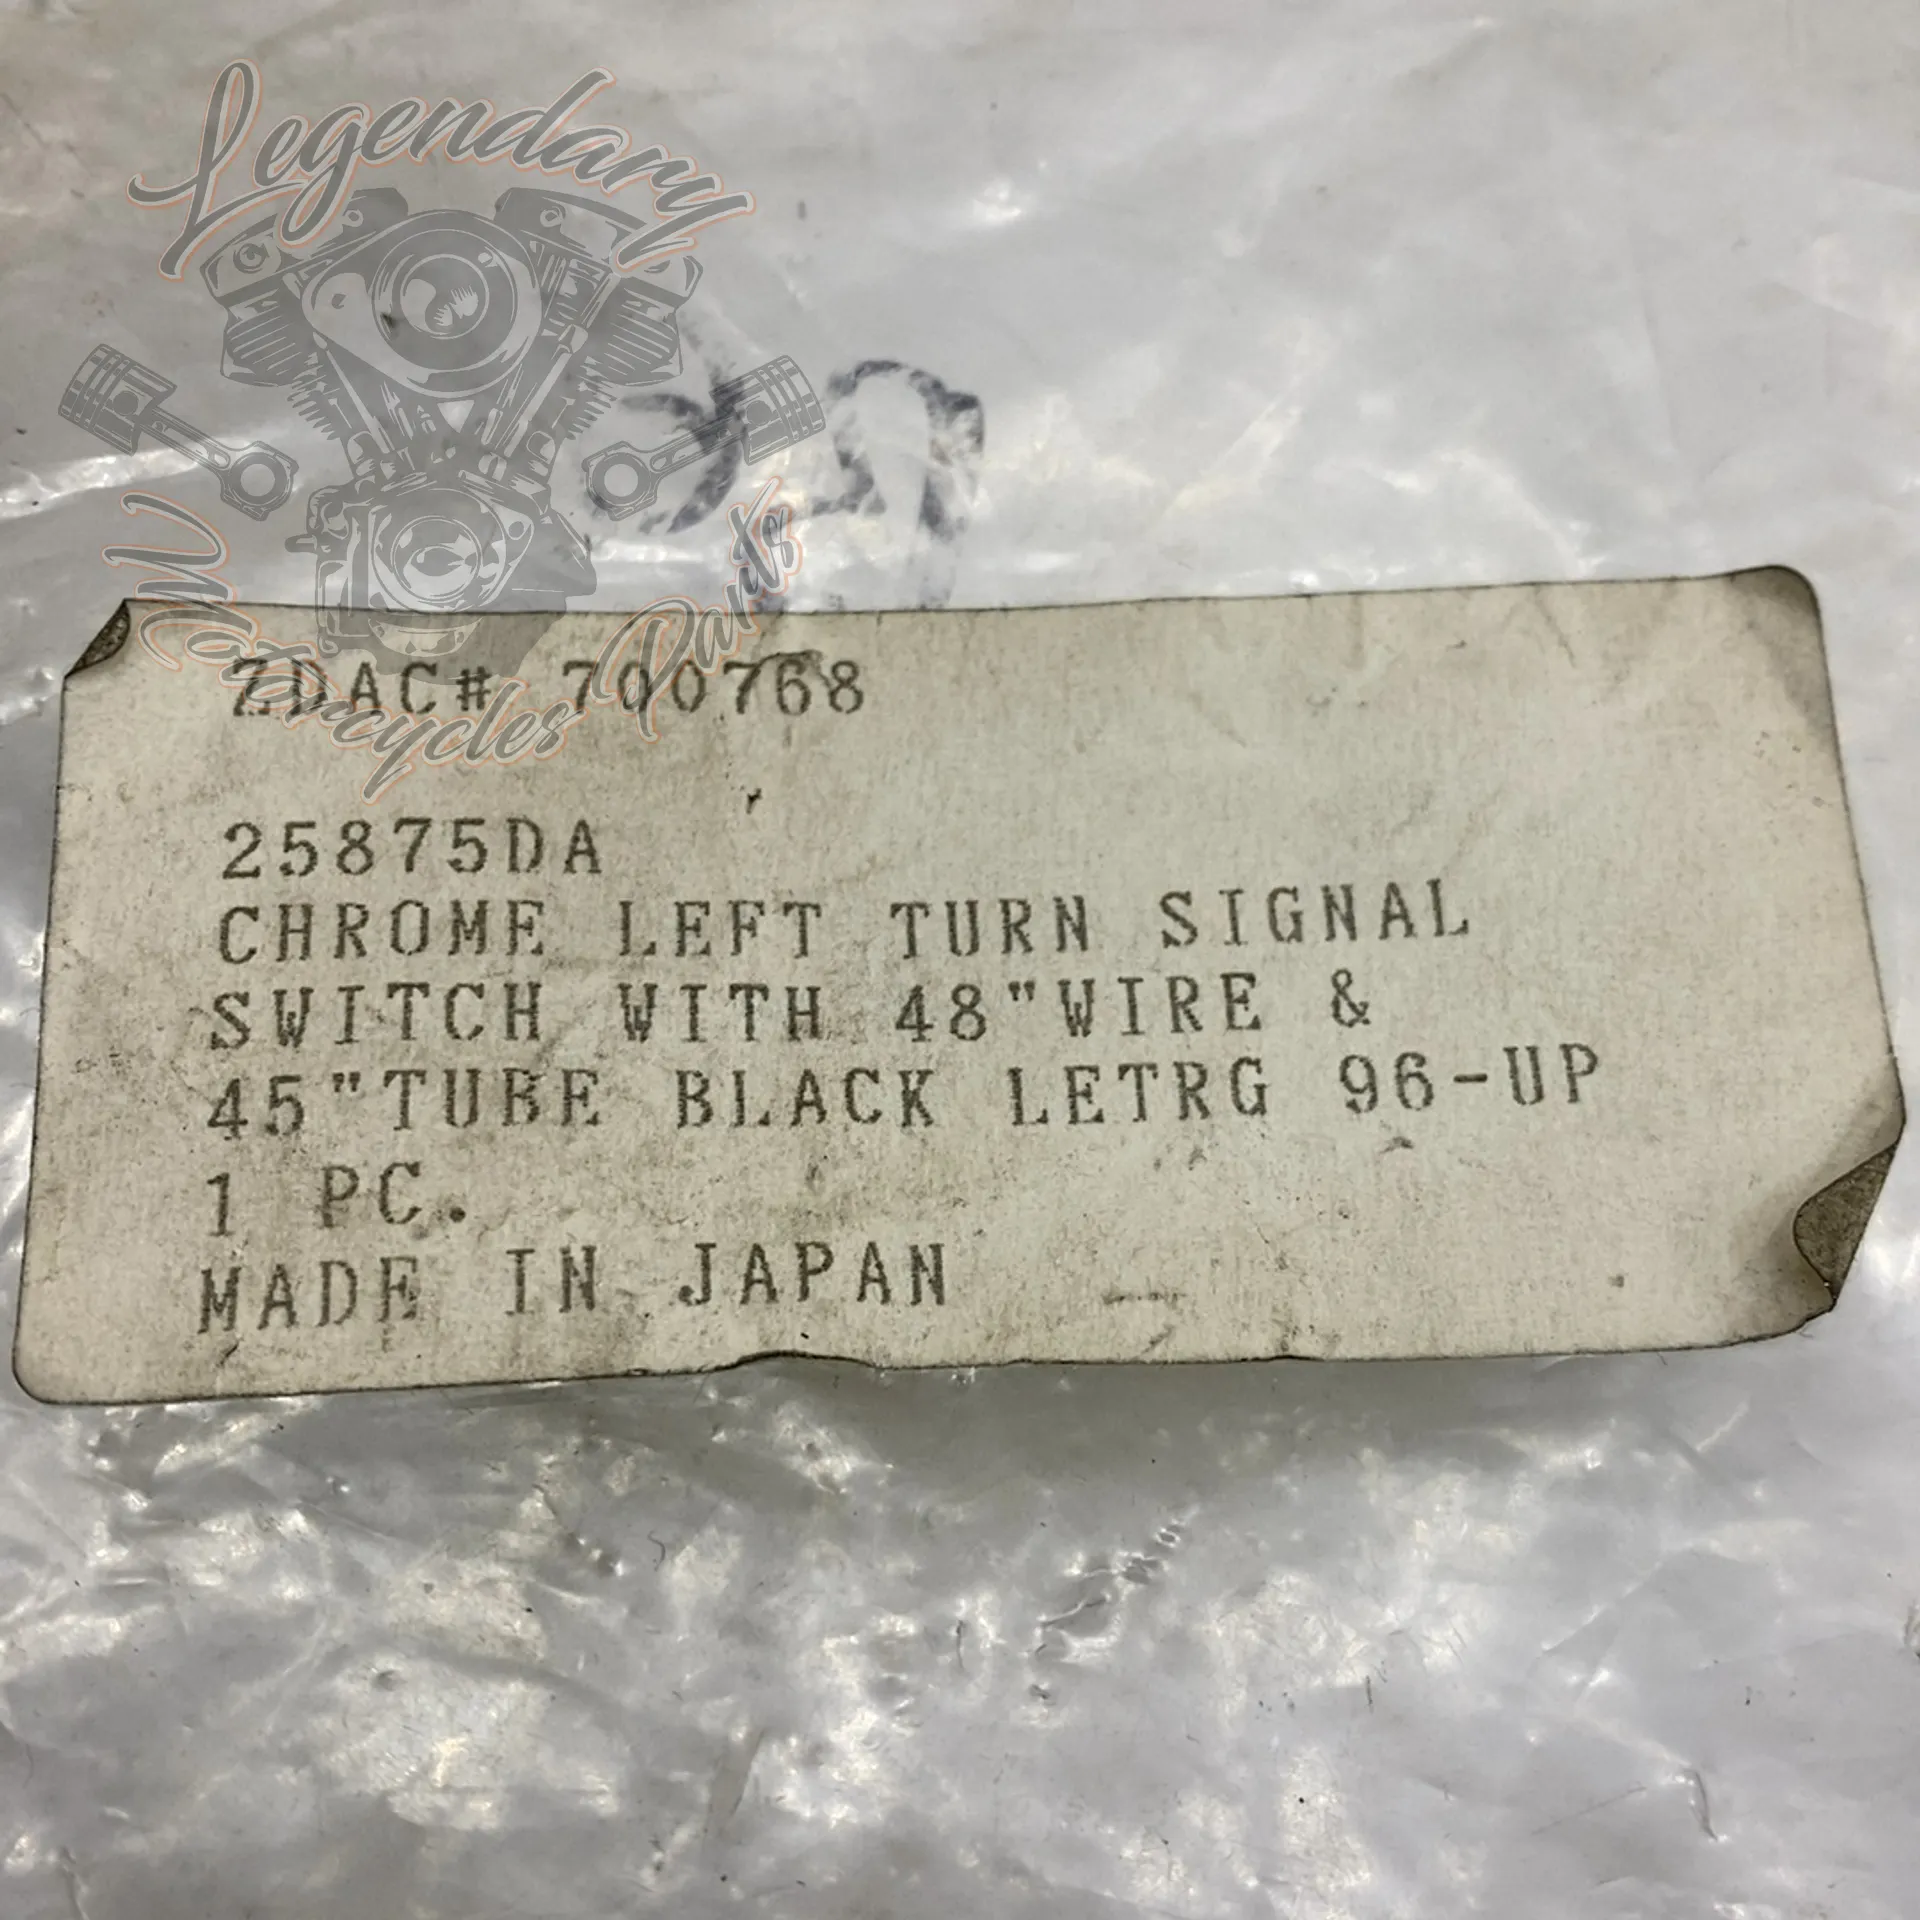 Legendary
Motorcycles Parts
ZDAC# 700768
25875DA
CHROME LEFT TURN SIGNAL
SWITCH WITH 48"WIRE &
45"TUBE BLACK LETRG 96-UP
1 PC.
MADE IN JAPAN